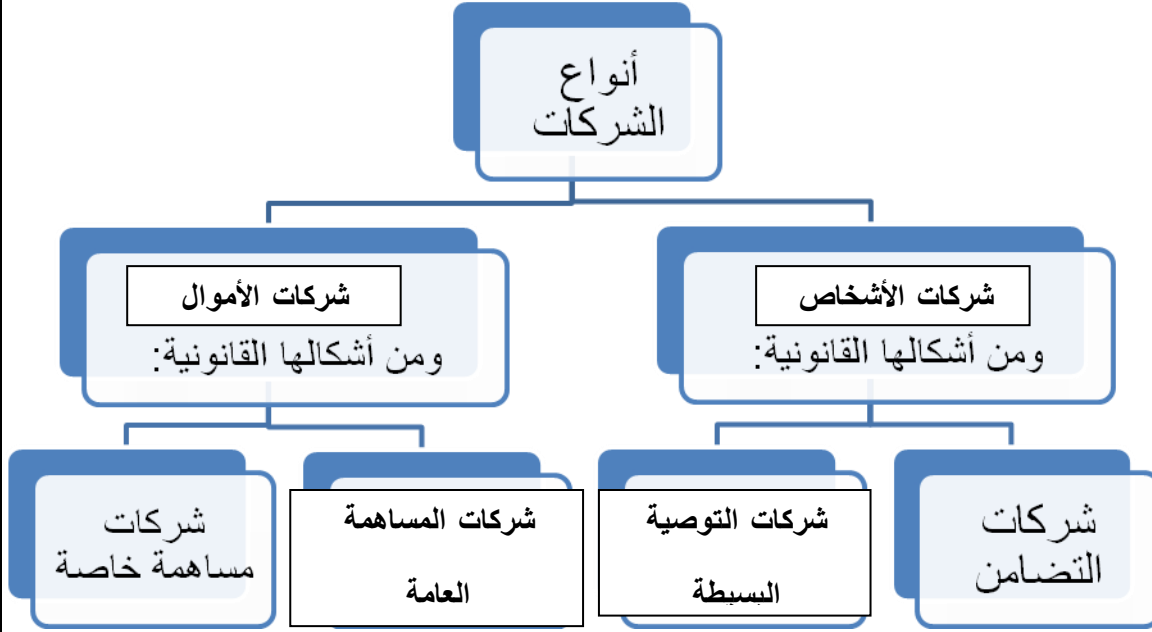 أنواع
الشركات
شركات الأشخاص
ومن أشكالها القانونية:
شركات الأموال
ومن أشكالها القانونية:
شركات
التضامن
شركات التوصية
البسيطة
شركات المساهمة
العامة
شركات
مساهمة خاصة